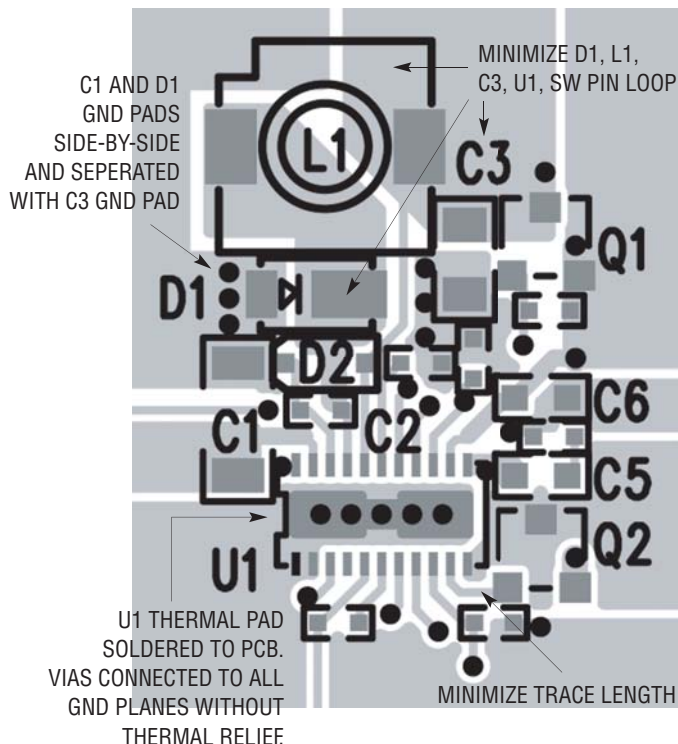 C1 AND D1
GND PADS
SIDE-BY-SIDE
AND SEPERATED
WITH C3 GND PAD
MINIMIZE D1, L1,
C3, U1, SW PIN LOOP
L1
C3
Q1
D1
D2
C1
C2
C6
C5
U1
Q2
U1 THERMAL PAD
SOLDERED TO PCB.
VIAS CONNECTED TO ALL
GND PLANES WITHOUT
THERMAL RELIEF.
MINIMIZE TRACE LENGTH